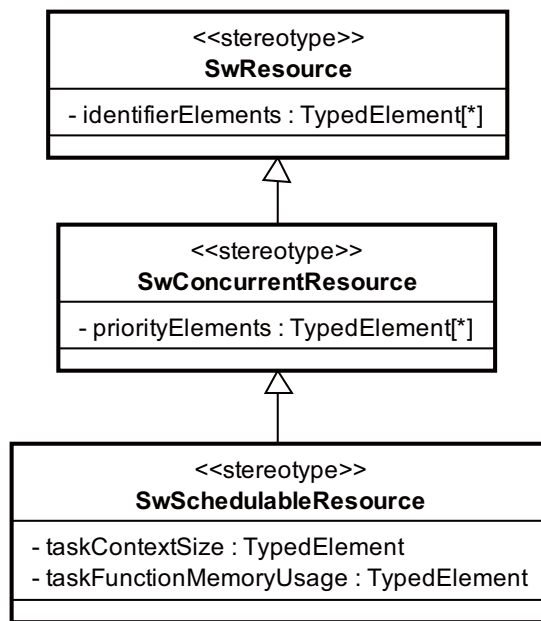 <<stereotype>>
SwResource
- identifierElements : TypedElement[*]
<<stereotype>>
SwConcurrentResource
- priorityElements : TypedElement[*]
<<stereotype>>
SwSchedulableResource
- taskContextSize : TypedElement
- taskFunctionMemoryUsage : TypedElement